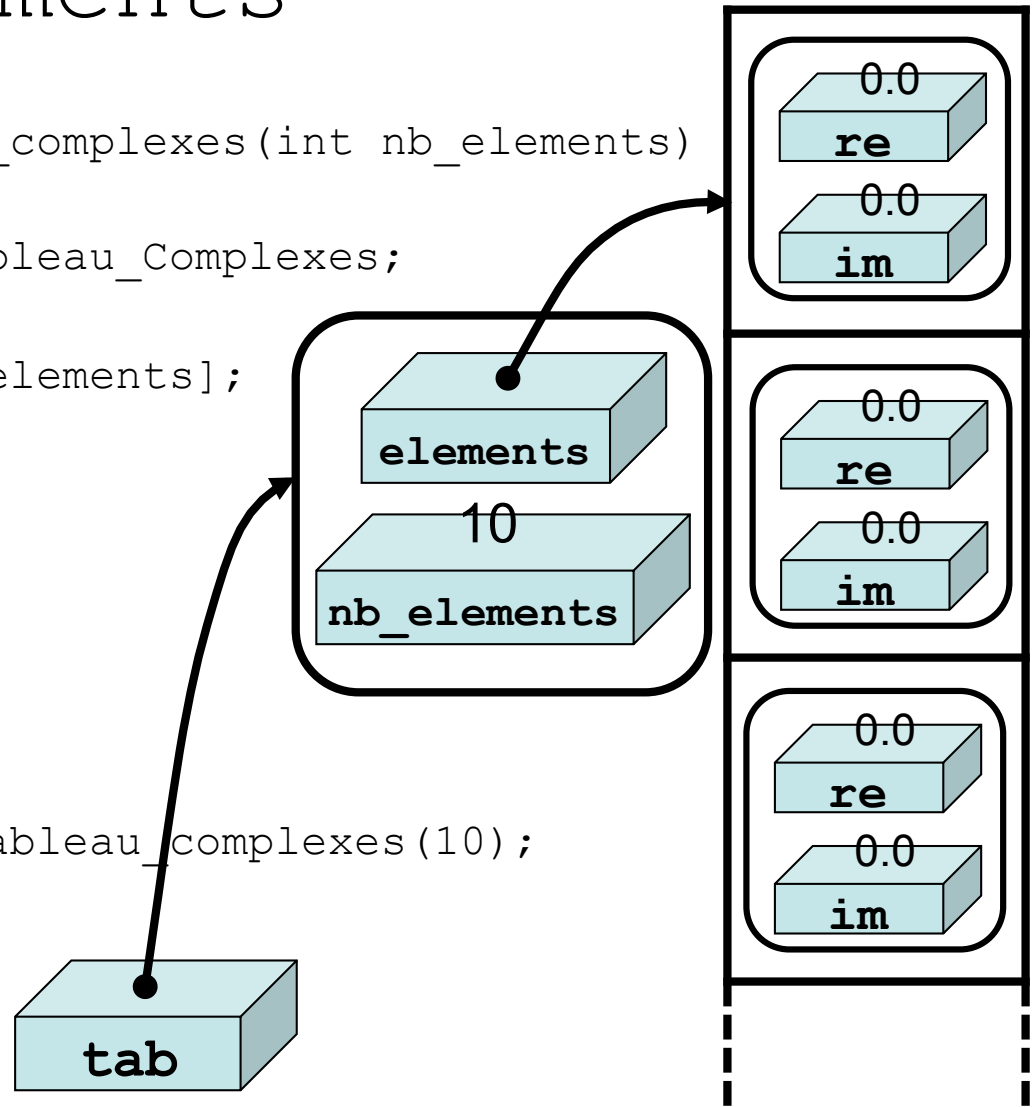 ments
_complexes(int nb_elements)
bleau_Complexes;
elements];
ableau_complexes(10);
elements
10
nb_elements
tab
0.0
re
0.0
im
0.0
re
0.0
im
0.0
re
0.0
im